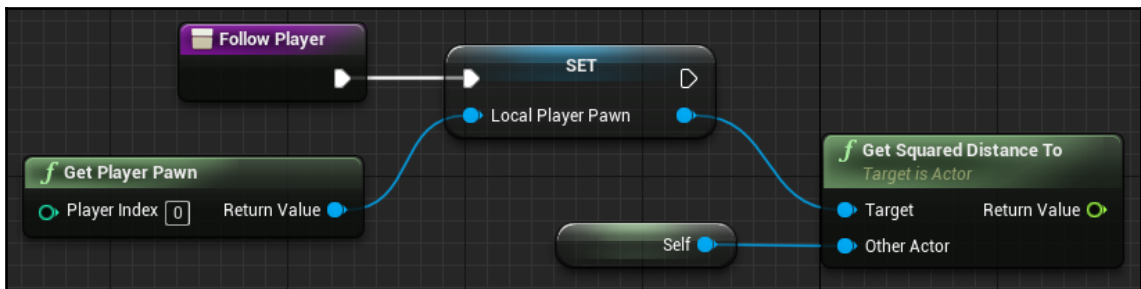 Follow Player
SET
Local Player Pawn
f Get Player Pawn
Player Index 0 Return Value
f Get Squared Distance To
Target is Actor
Target Return Value
Self
Other Actor